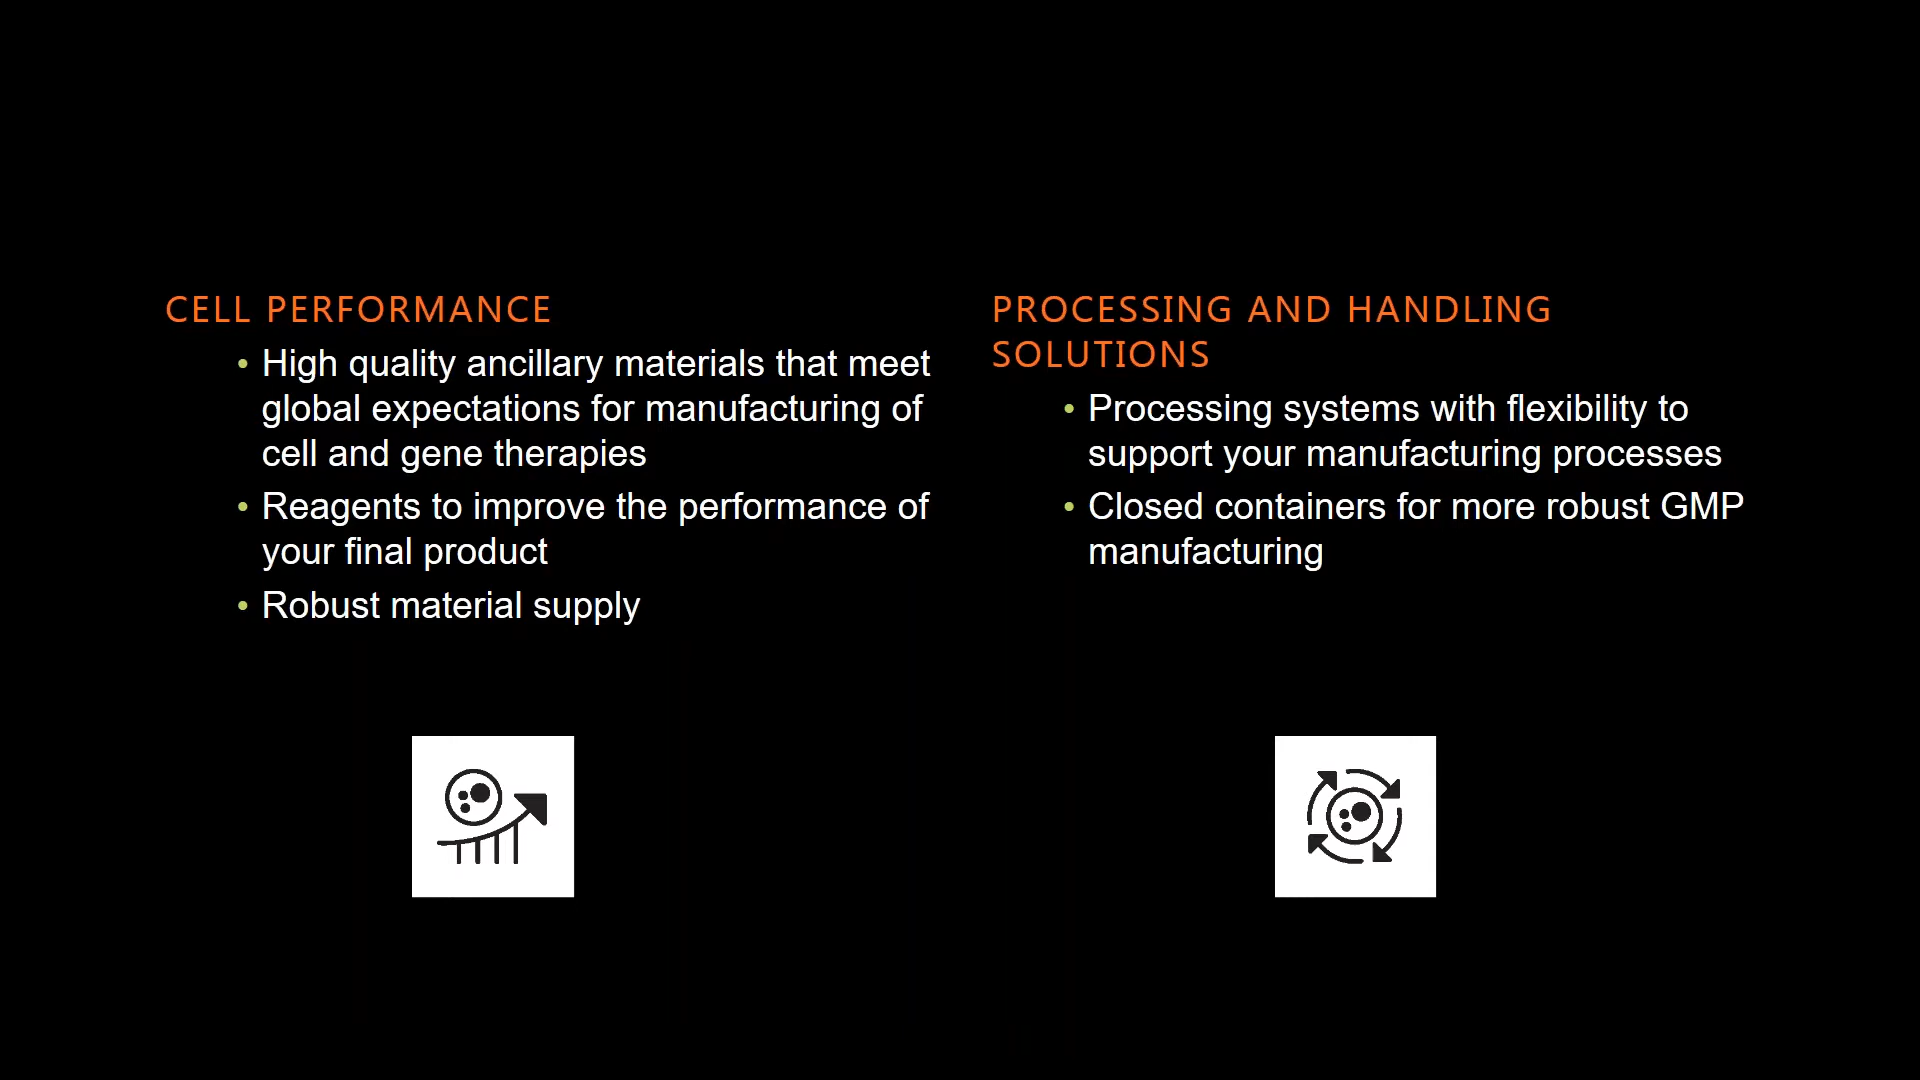 CELL PERFORMANCE
• High quality ancillary materials that meet
global expectations for manufacturing of
cell and gene therapies
• Reagents to improve the performance of
your final product
• Robust material supply
PROCESSING AND HANDLING
SOLUTIONS
• Processing systems with flexibility to
support your manufacturing processes
• Closed containers for more robust GMP
manufacturing